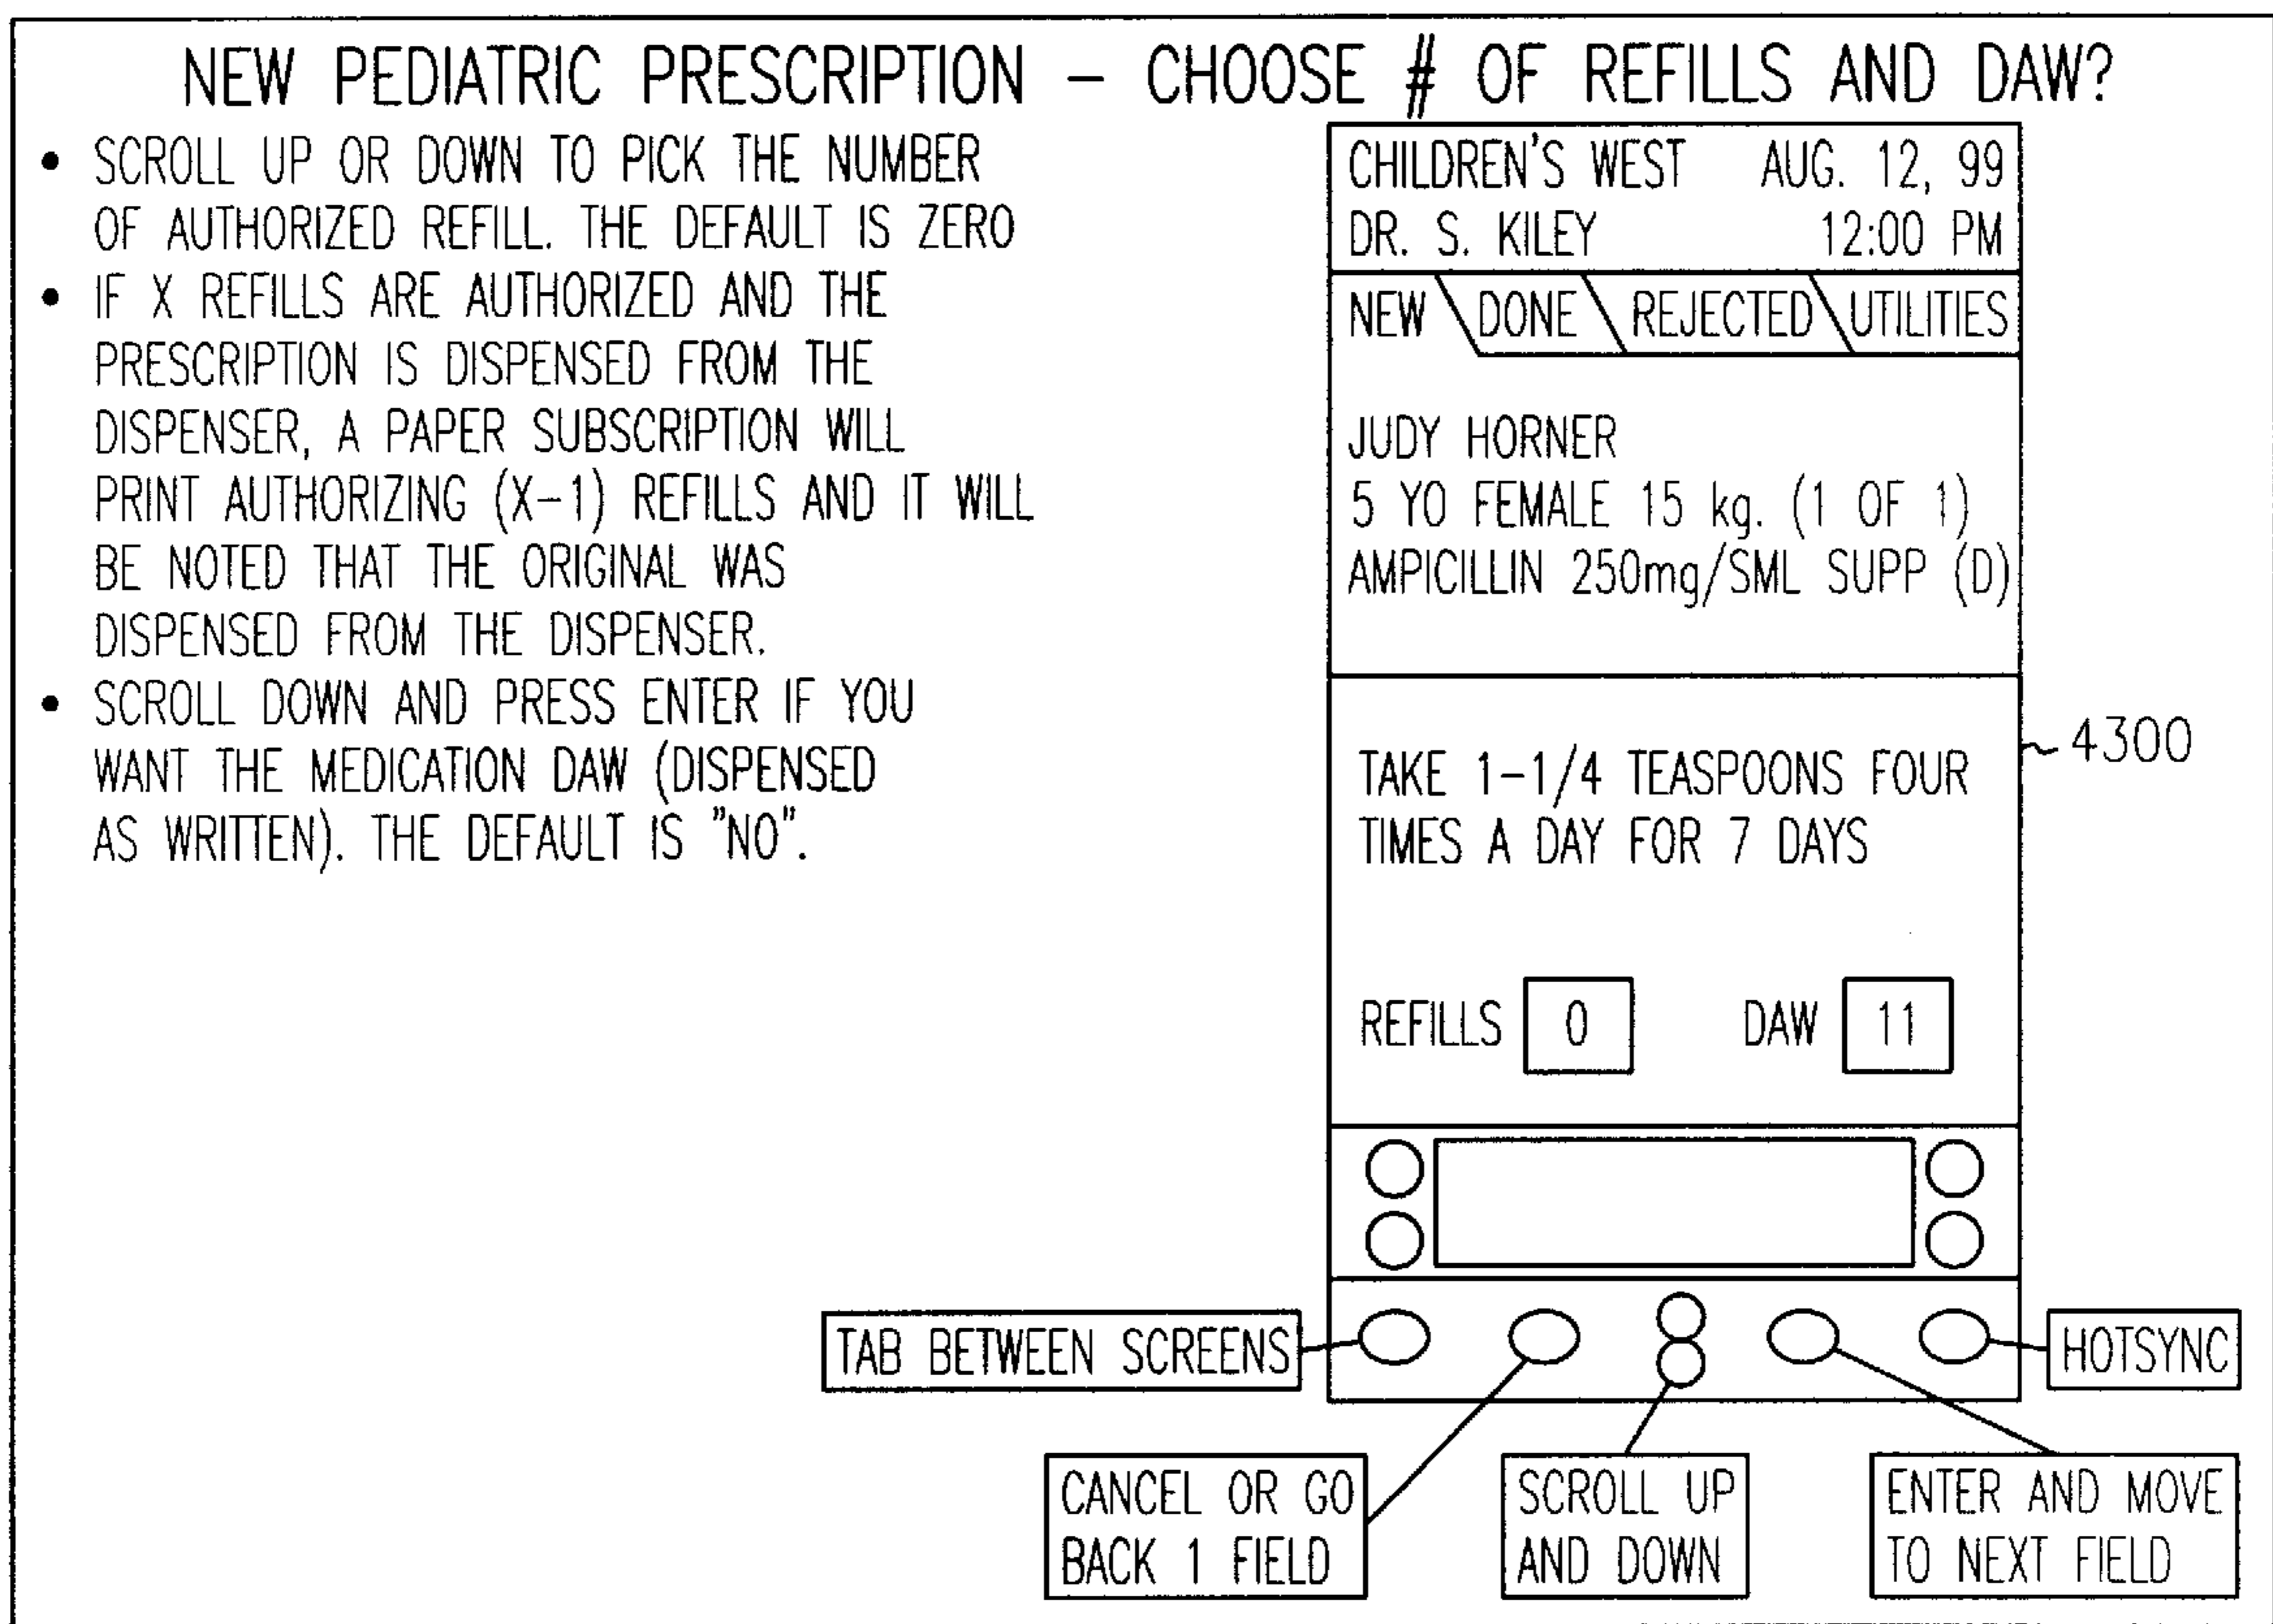 NEW PEDIATRIC PRESCRIPTION – CHOOSE # OF REFILLS AND DAW?
• SCROLL UP OR DOWN TO PICK THE NUMBER
OF AUTHORIZED REFILL. THE DEFAULT IS ZERO
• IF X REFILLS ARE AUTHORIZED AND THE
PRESCRIPTION IS DISPENSED FROM THE
DISPENSER, A PAPER SUBSCRIPTION WILL
PRINT AUTHORIZING (X–1) REFILLS AND IT WILL
BE NOTED THAT THE ORIGINAL WAS
DISPENSED FROM THE DISPENSER.
• SCROLL DOWN AND PRESS ENTER IF YOU
WANT THE MEDICATION DAW (DISPENSED
AS WRITTEN). THE DEFAULT IS "NO".
CHILDREN'S WEST AUG. 12, 99
DR. S. KILEY 12:00 PM
NEW DONE REJECTED UTILITIES
JUDY HORNER
5 YO FEMALE 15 kg. (1 OF 1)
AMPICILLIN 250mg/SML SUPP (D)
TAKE 1–1/4 TEASPOONS FOUR
TIMES A DAY FOR 7 DAYS
4300
REFILLS 0 DAW 11
TAB BETWEEN SCREENS
HOTSYNC
CANCEL OR GO
BACK 1 FIELD
SCROLL UP
AND DOWN
ENTER AND MOVE
TO NEXT FIELD